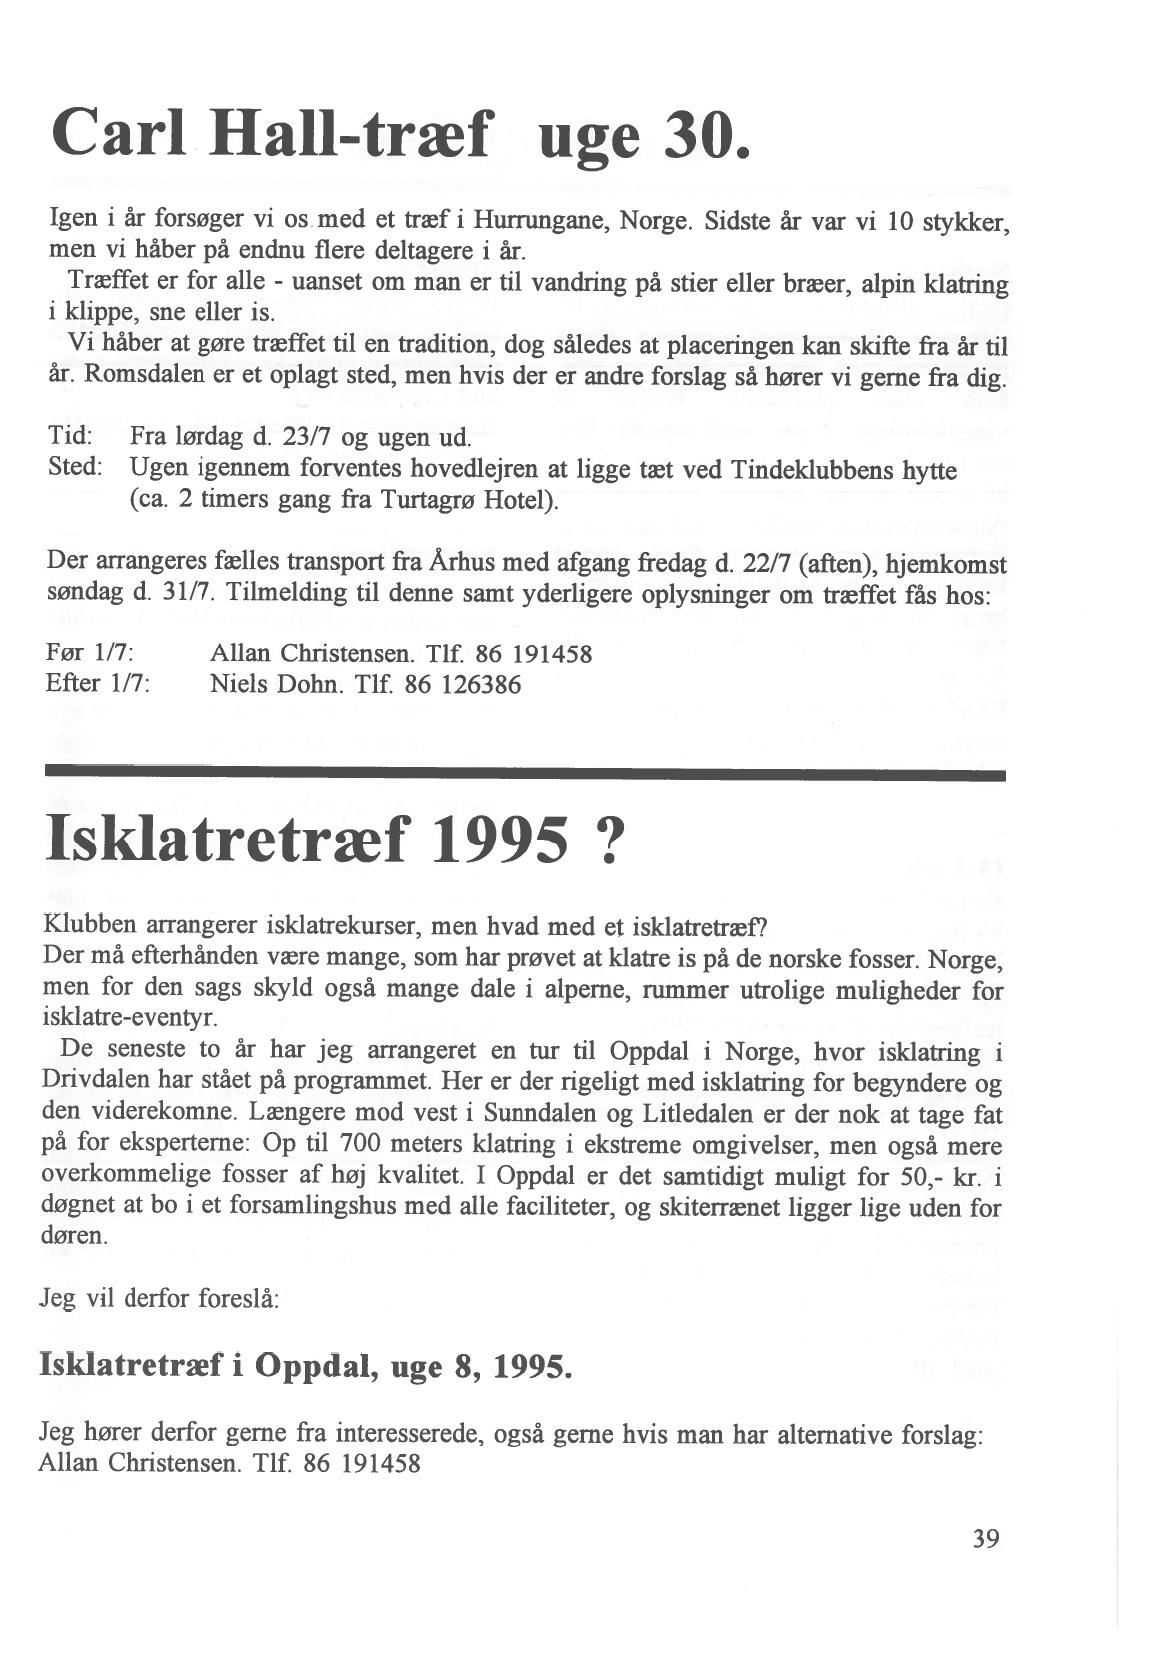 Carl Hall-træf uge 30.
Igen i år forsøger vi os med et træf i Hurrungane, Norge. Sidste år var vi 10 stykker,
men vi håber på endnu flere deltagere i år.
Træffet er for alle - uanset om man er til vandring på stier eller bræer, alpin klatring
i klippe, sne eller is.
Vi håber at gøre træffet til en tradition, dog således at placeringen kan skifte fra år til
år. Romsdalen er et oplagt sted, men hvis der er andre forslag så hører vi gerne fra dig.
Tid: Fra lørdag d. 23/7 og ugen ud.
Sted: Ugen igennem forventes hovedlejren at ligge tæt ved Tindeklubbens hytte
(ca. 2 timers gang fra Turtagrø Hotel).
Der arrangeres fælles transport fra Århus med afgang fredag d. 22/7 (aften), hjemkomst
søndag d. 31/7. Tilmelding til denne samt yderligere oplysninger om træffet fås hos:
Før 1/7: Allan Christensen. Tlf. 86 191458
Efter 1/7: Niels Dohn. Tlf. 86 126386
Isklatretræf 1995 ?
Klubben arrangerer isklatrekurser, men hvad med et isklatretræf?
Der må efterhånden være mange, som har prøvet at klatre is på de norske fosser. Norge,
men for den sags skyld også mange dale i alperne, rummer utrolige muligheder for
isklatre-eventyr.
De seneste to år har jeg arrangeret en tur til Oppdal i Norge, hvor isklatring i
Drivdalen har stået på programmet. Her er der rigeligt med isklatring for begyndere og
den viderekomne. Længere mod vest i Sunndalen og Litledalen er der nok at tage fat
på for eksperterne: Op til 700 meters klatring i ekstreme omgivelser, men også mere
overkommelige fosser af høj kvalitet. I Oppdal er det samtidigt muligt for 50,- kr. i
døgnet at bo i et forsamlingshus med alle faciliteter, og skiterrænet ligger lige uden for
døren.
Jeg vil derfor foreslå:
Isklatretræf i Oppdal, uge 8, 1995.
Jeg hører derfor gerne fra interesserede, også gerne hvis man har alternative forslag:
Allan Christensen. Tlf. 86 191458
39